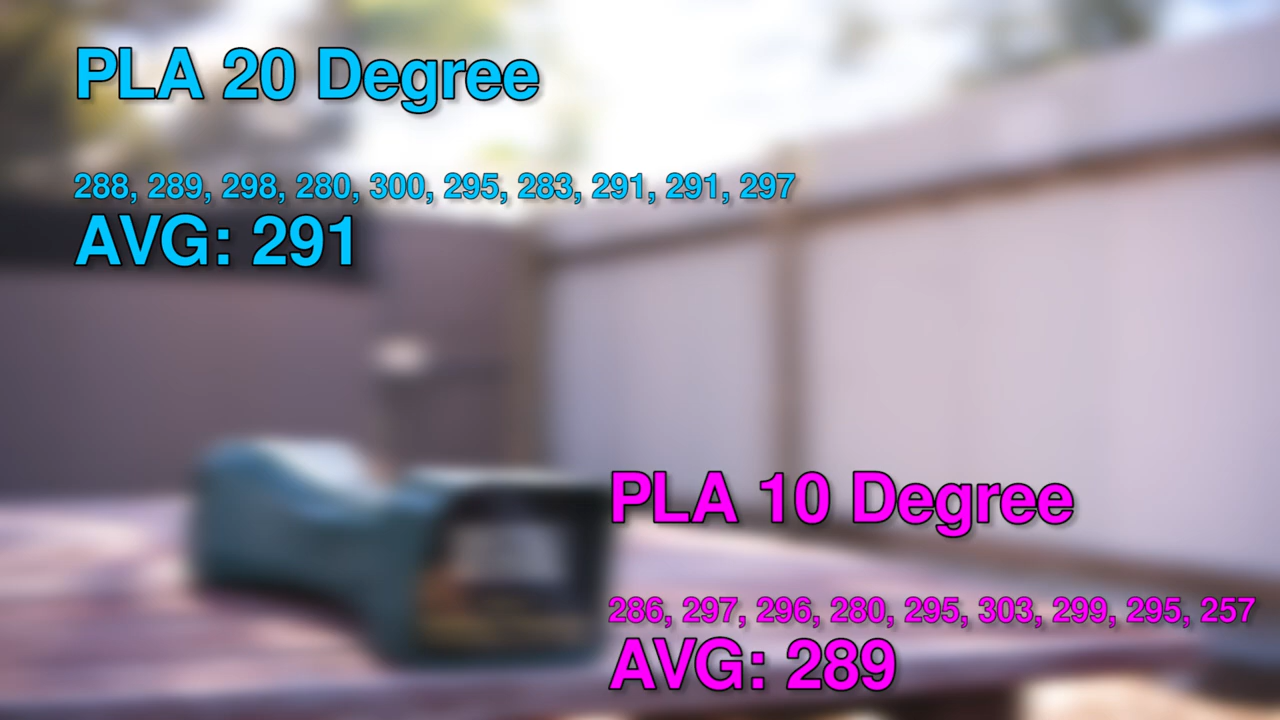 PLA 20 Degree
288, 289, 298, 280, 300, 295, 283, 291, 291, 297
AVG: 291
PLA 10 Degree
286, 297, 296, 280, 295, 303, 299, 295, 257
AVG: 289